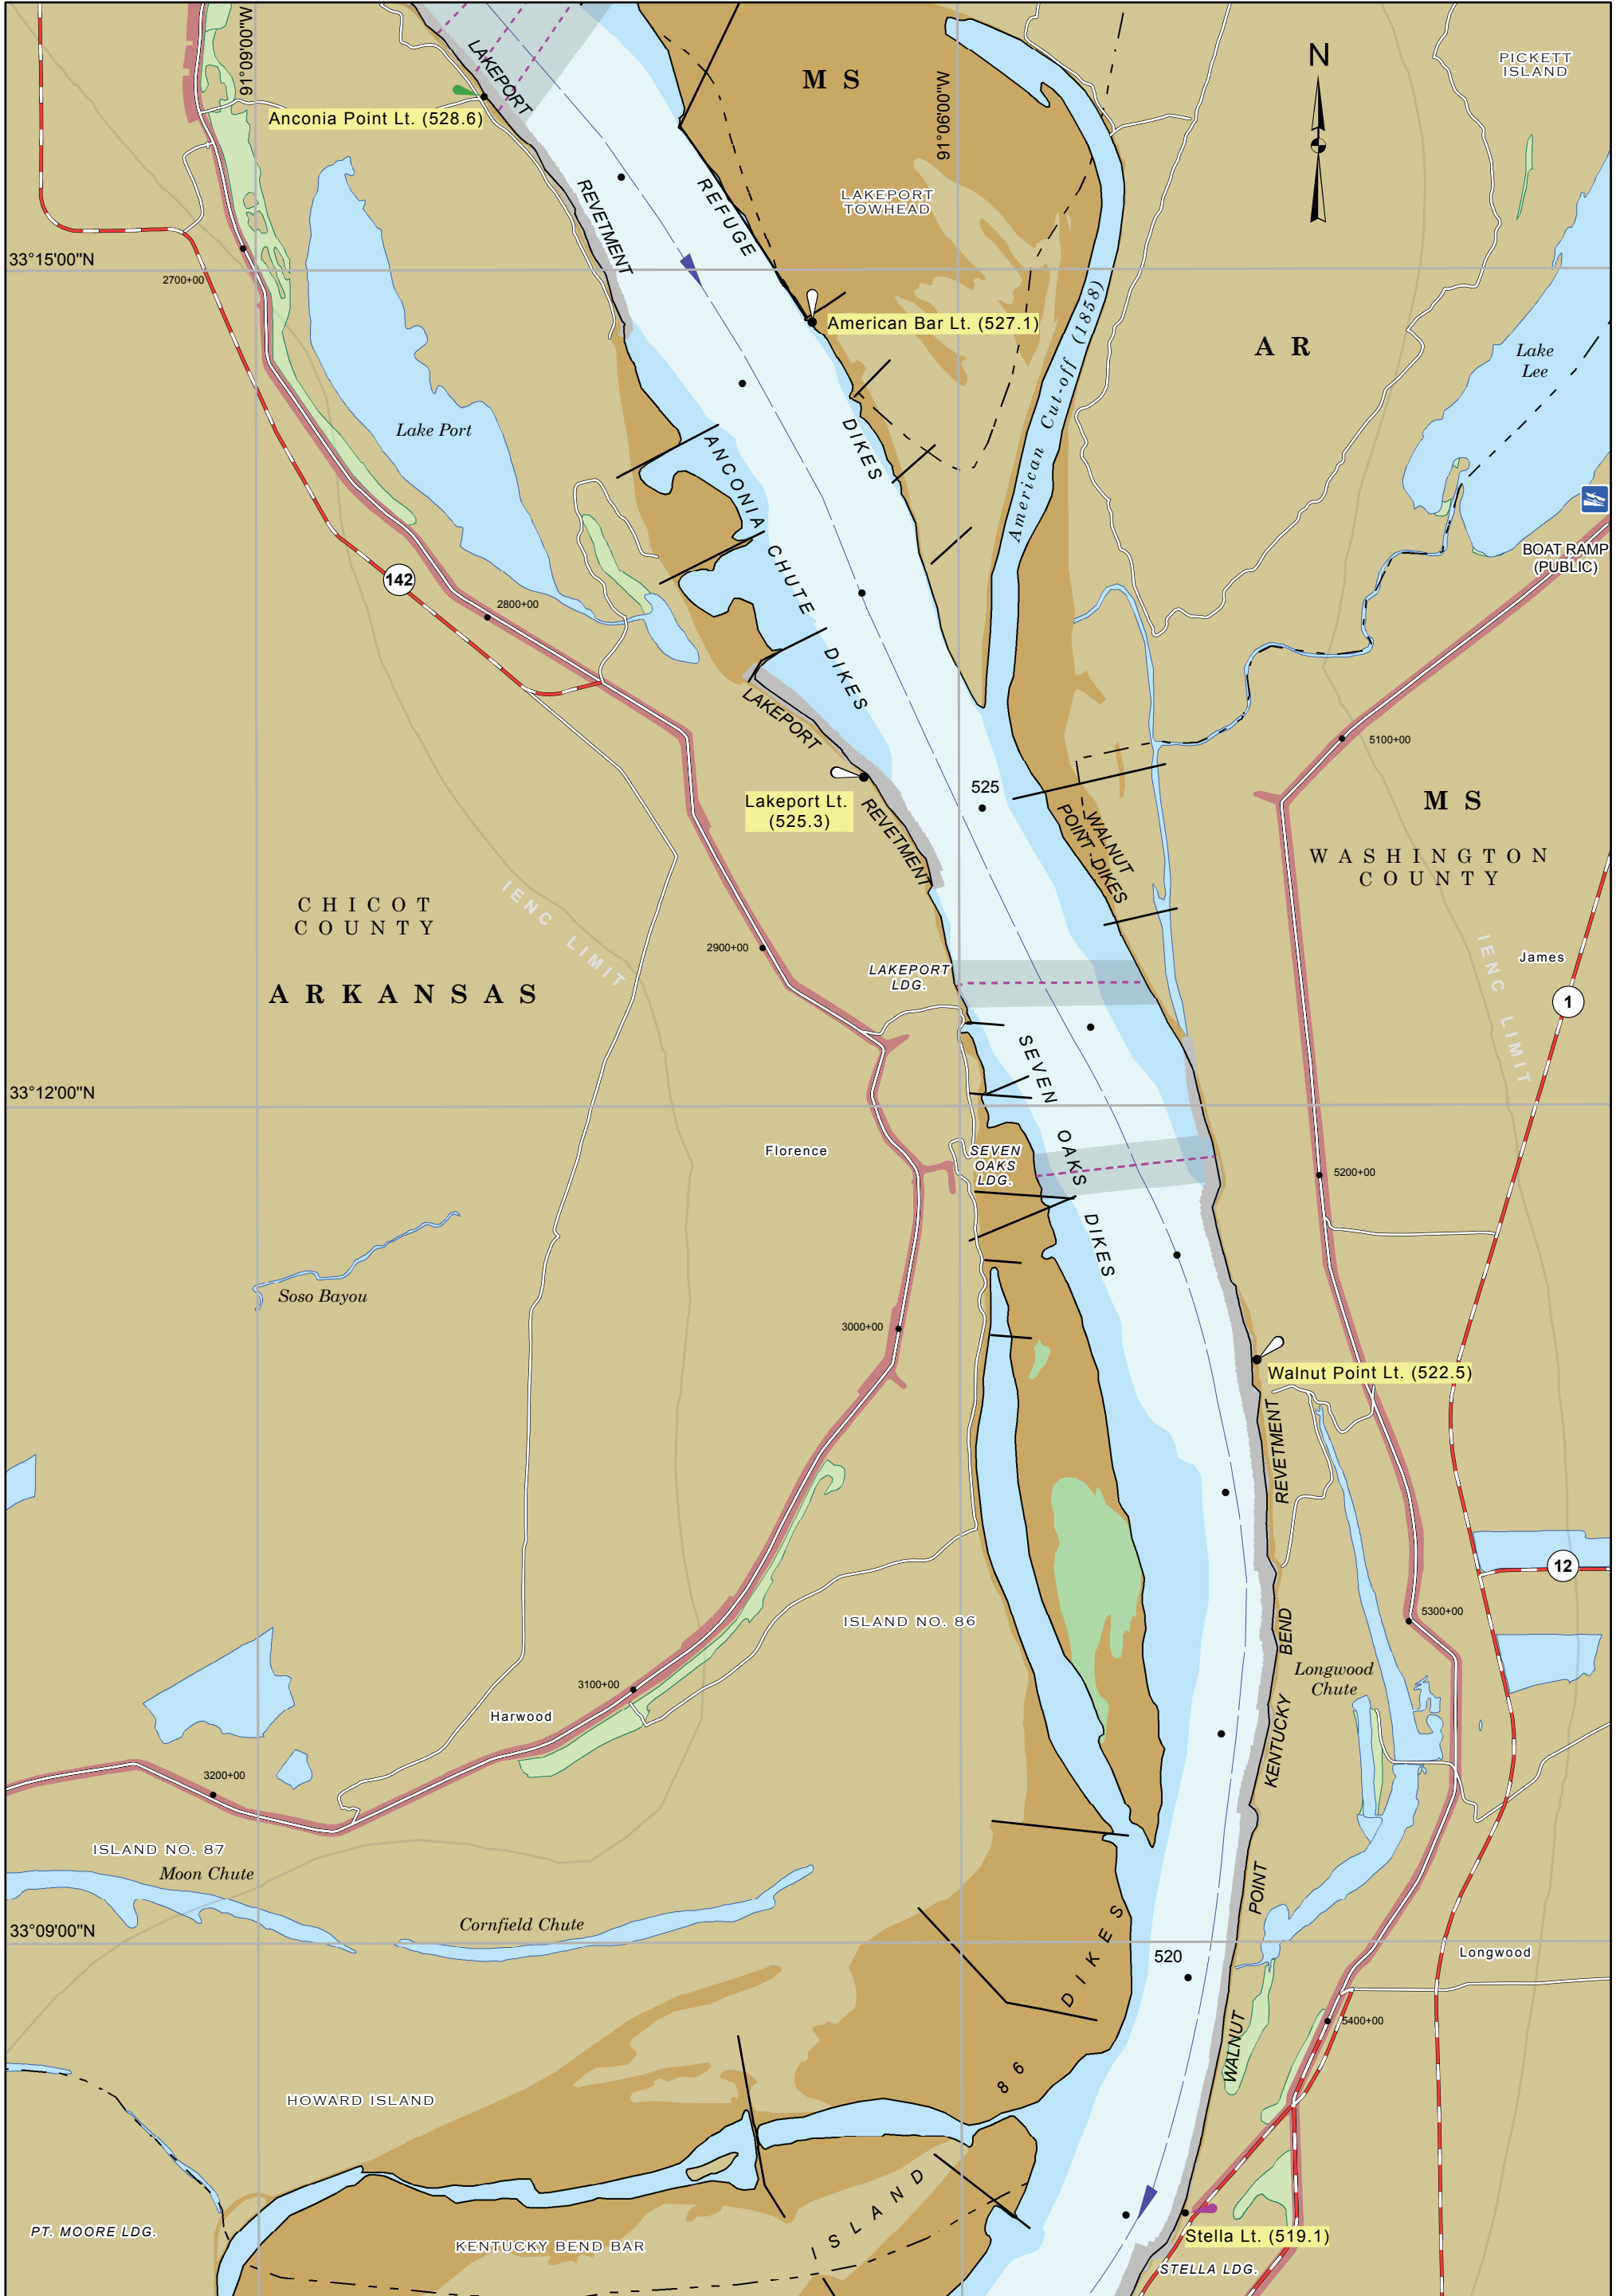 91°09'00"W
LAKEPORT
M S
N
PICKETT
ISLAND
91°06'00"W
Anconia Point Lt. (528.6)
REVETMENT
REFUGE
LAKEPORT
TOWHEAD
33°15'00"N
2700+00
American Bar Lt. (527.1)
American Cut-off (1858)
A R
Lake
Lee
Lake Port
ANCONIA
DIKES
CHUTE
BOAT RAMP
(PUBLIC)
142
2800+00
DIKES
LAKEPORT
5100+00
525
Lakeport Lt.
(525.3)
REVETMENT
WALNUT
POINT DIKES
M S
WASHINGTON
COUNTY
IENC LIMIT
CHICOT
COUNTY
2900+00
LAKEPORT
LDG.
IENC LIMIT
James
ARKANSAS
1
SEVEN
33°12'00"N
Florence
SEVEN
OAKS
LDG.
OAKS
5200+00
DIKES
Soso Bayou
3000+00
Walnut Point Lt. (522.5)
REVETMENT
12
ISLAND NO. 86
5300+00
BEND
Longwood
Chute
3100+00
Harwood
KENTUCKY
3200+00
ISLAND NO. 87
Moon Chute
POINT
Cornfield Chute
33°09'00"N
DIKES
520
Longwood
5400+00
WALNUT
86
HOWARD ISLAND
ISLAND
PT. MOORE LDG.
KENTUCKY BEND BAR
Stella Lt. (519.1)
STELLA LDG.